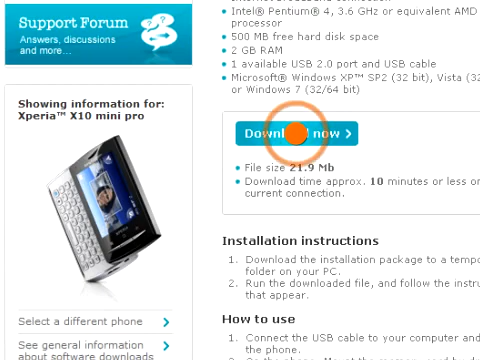 Support Forum
Answers, discussions
and more...
Showing information for:
Xperia™ X10 mini pro
Select a different phone
See general information
about software downloads
Intel® Pentium® 4, 3.6 GHz or equivalent AMD
processor
500 MB free hard disk space
2 GB RAM
1 available USB 2.0 port and USB cable
Microsoft® Windows XP™ SP2 (32 bit), Vista (32
or Windows 7 (32/64 bit)
Download now
File size 21.9 Mb
Download time approx. 10 minutes or less on
current connection.
Installation instructions
1. Download the installation package to a tempo
folder on your PC.
2. Run the downloaded file, and follow the instru
that appear.
How to use
1. Connect the USB cable to your computer and
the phone.